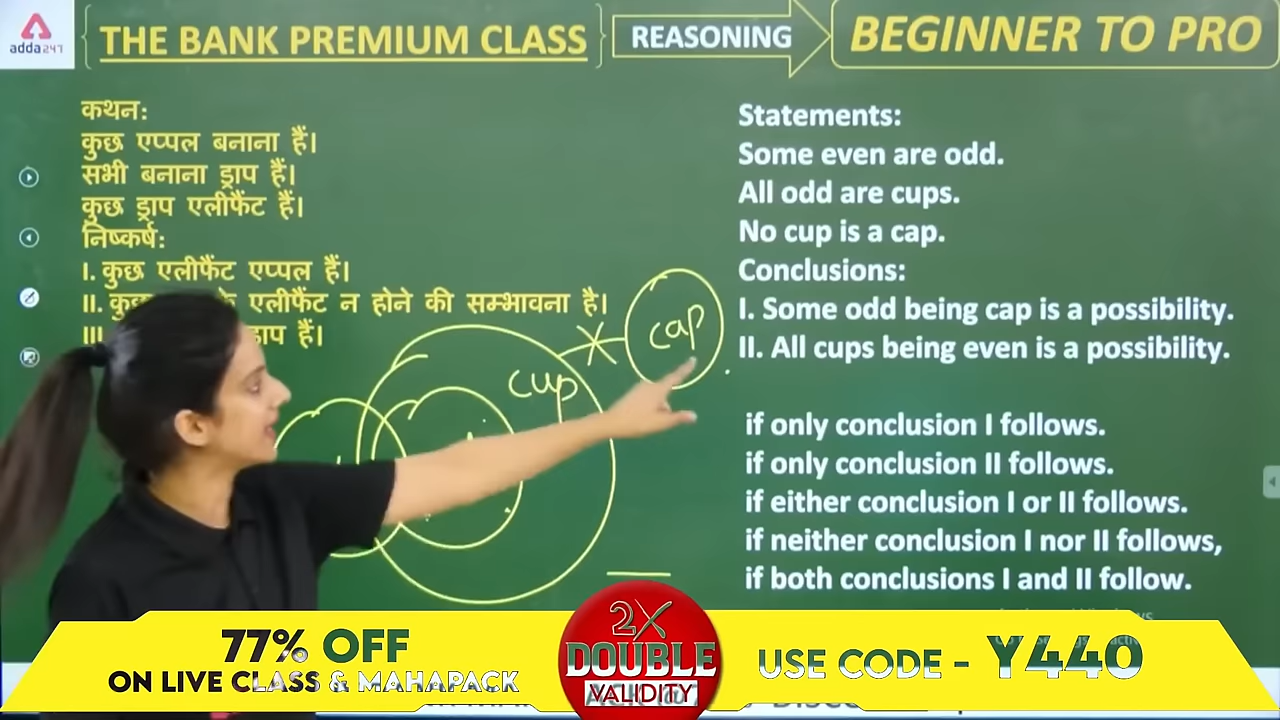 adda247
THE BANK PREMIUM CLASS
REASONING
BEGINNER TO PRO
कथन:
कुछ एप्पल बनाना हैं।
सभी बनाना ड्राप हैं।
कुछ ड्राप एलीफैंट हैं।
निष्कर्ष:
I. कुछ एलीफैंट एप्पल हैं।
II. कुछ एलीफैंट न होने की सम्भावना है।
III. हैं।
Statements:
Some even are odd.
All odd are cups.
No cup is a cap.
Conclusions:
I. Some odd being cap is a possibility.
II. All cups being even is a possibility.
if only conclusion I follows.
if only conclusion II follows.
if either conclusion I or II follows.
if neither conclusion I nor II follows,
if both conclusions I and II follow.
cup
cap
77% OFF
ON LIVE CLASS & MAHAPACK
2X
DOUBLE
VALIDITY
USE CODE - Y440